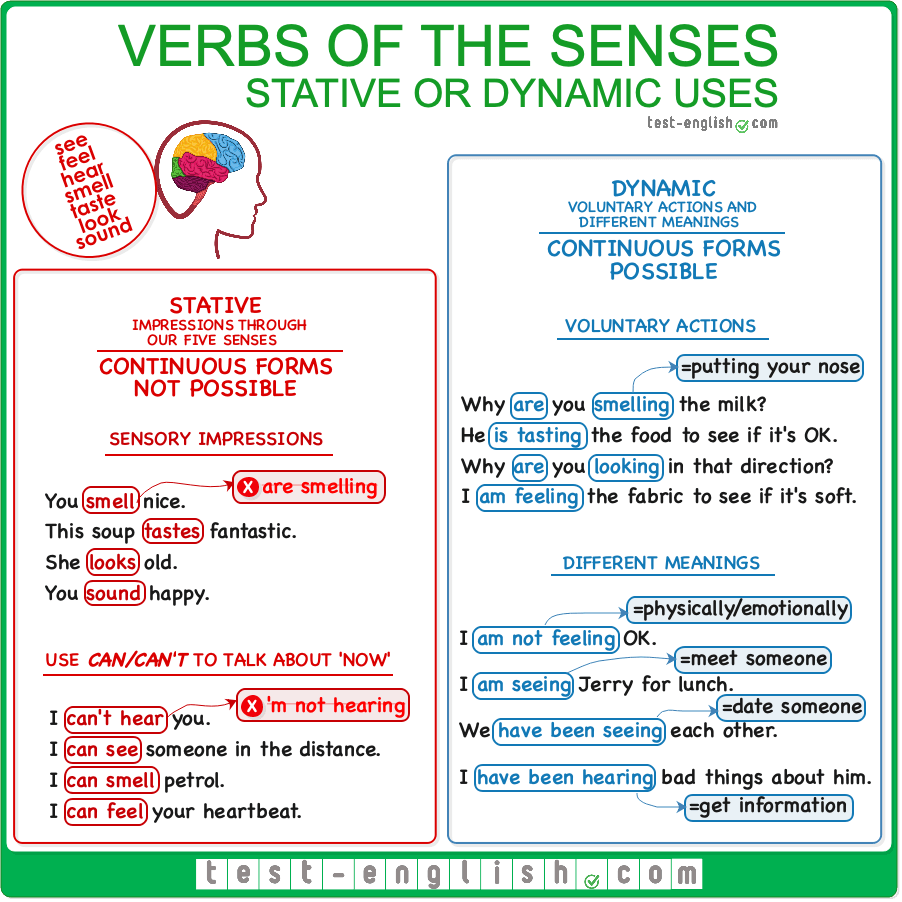 VERBS OF THE SENSES
STATIVE OR DYNAMIC USES
test-english.com
see
feel
hear
smell
taste
look
sound
STATIVE
IMPRESSIONS THROUGH
OUR FIVE SENSES
CONTINUOUS FORMS
NOT POSSIBLE
SENSORY IMPRESSIONS
X are smelling
You smell nice.
This soup tastes fantastic.
She looks old.
You sound happy.
USE CAN/CAN'T TO TALK ABOUT 'NOW'
X 'm not hearing
I can't hear you.
I can see someone in the distance.
I can smell petrol.
I can feel your heartbeat.
DYNAMIC
VOLUNTARY ACTIONS AND
DIFFERENT MEANINGS
CONTINUOUS FORMS
POSSIBLE
VOLUNTARY ACTIONS
=putting your nose
Why are you smelling the milk?
He is tasting the food to see if it's OK.
Why are you looking in that direction?
I am feeling the fabric to see if it's soft.
DIFFERENT MEANINGS
=physically/emotionally
I am not feeling OK.
=meet someone
I am seeing Jerry for lunch.
=date someone
We have been seeing each other.
I have been hearing bad things about him.
=get information
test-english.com